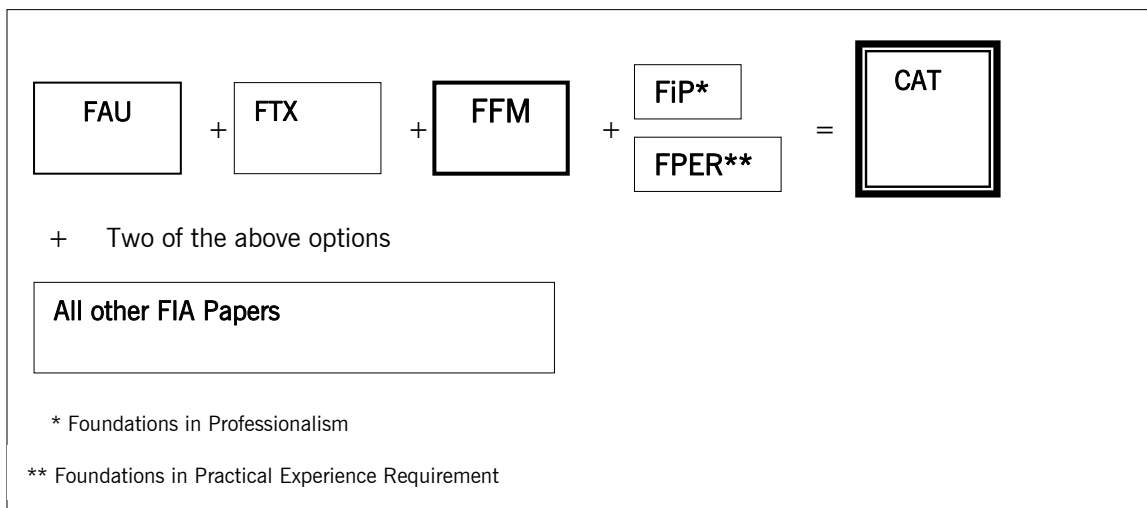 FAU + FTX + FFM + FiP* FPER** = CAT
+ Two of the above options
All other FIA Papers
* Foundations in Professionalism
** Foundations in Practical Experience Requirement